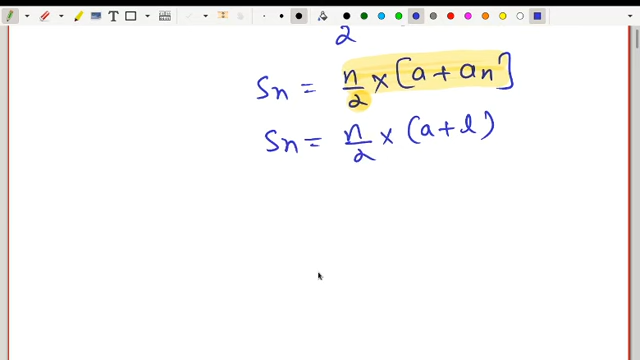 2
Sn = n/2 × [a + an]
Sn = n/2 × (a + l)